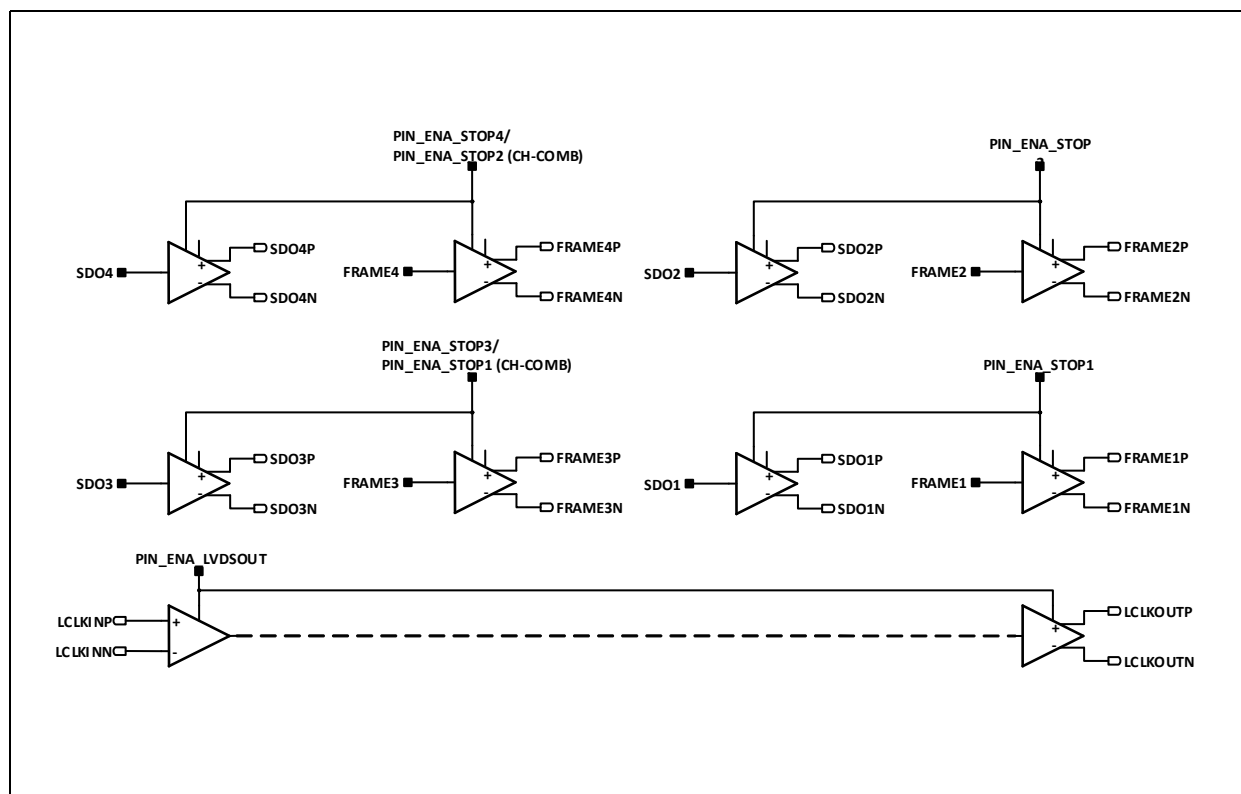 PIN_ENA_STOP4/
PIN_ENA_STOP2 (CH-COMB)
PIN_ENA_STOP
SDO4
+
-
SDO4P
SDO4N
FRAME4
+
-
FRAME4P
FRAME4N
SDO2
+
-
SDO2P
SDO2N
FRAME2
+
-
FRAME2P
FRAME2N
PIN_ENA_STOP3/
PIN_ENA_STOP1 (CH-COMB)
PIN_ENA_STOP1
SDO3
+
-
SDO3P
SDO3N
FRAME3
+
-
FRAME3P
FRAME3N
SDO1
+
-
SDO1P
SDO1N
FRAME1
+
-
FRAME1P
FRAME1N
PIN_ENA_LVDSOUT
LCLKINP
LCLKINN
+
-
+
-
LCLKOUTP
LCLKOUTN